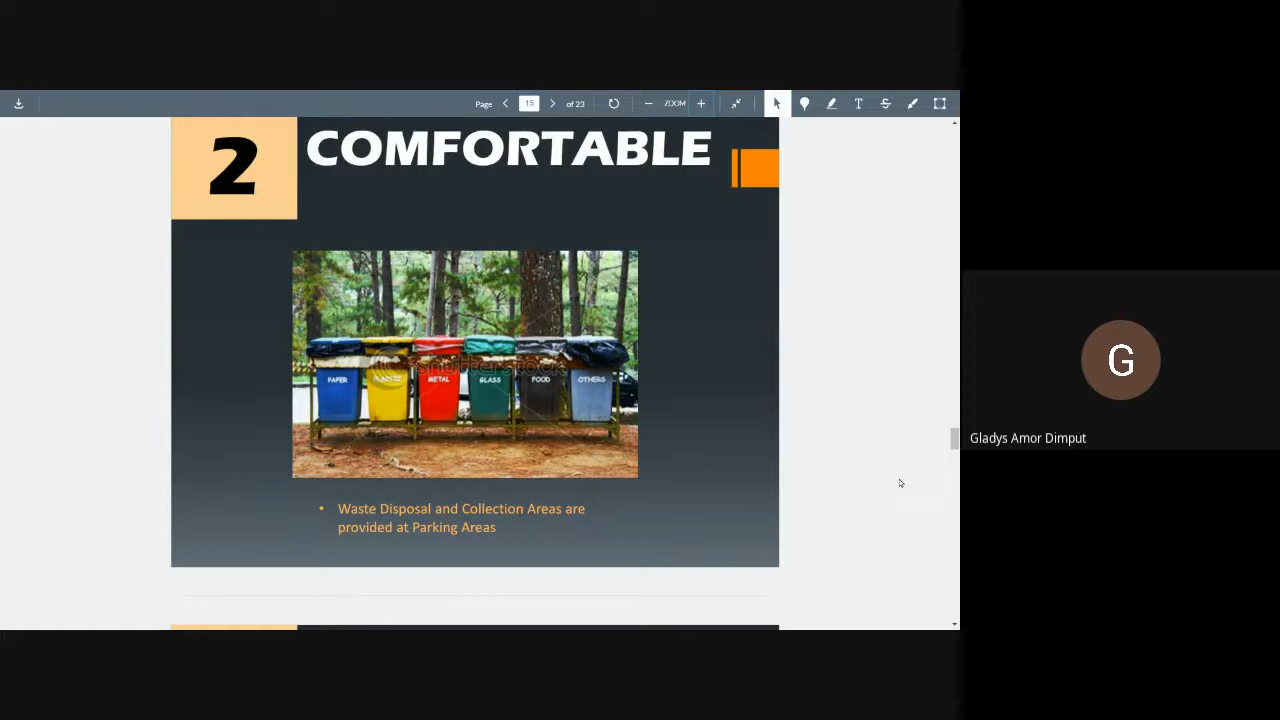 Page 15 of 23 ZOOM
2 COMFORTABLE
shutterstock
PAPER PLASTIC METAL GLASS FOOD OTHERS
• Waste Disposal and Collection Areas are
provided at Parking Areas
G
Gladys Amor Dimput